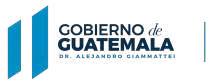 GOBIERNO de
GUATEMALA
DR. ALEJANDRO GIAMMATTEI